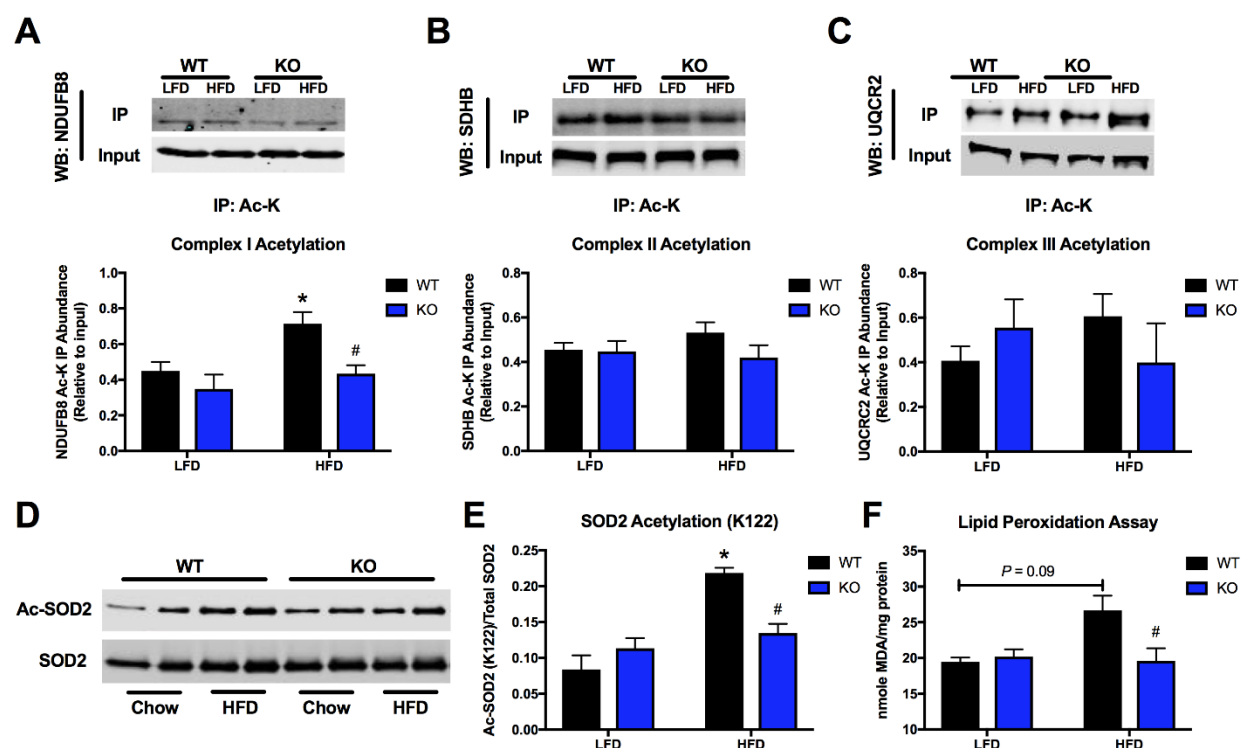 A
WT KO
LFD HFD LFD HFD
WB: NDUFB8
IP
Input
IP: Ac-K
Complex I Acetylation
NDUFB8 Ac-K IP Abundance
(Relative to input)
1.0
0.8
0.6
0.4
0.2
0.0
*
#
WT
KO
LFD HFD
B
WT KO
LFD HFD LFD HFD
WB: SDHB
IP
Input
IP: Ac-K
Complex II Acetylation
SDHB Ac-K IP Abundance
(Relative to Input)
0.8
0.6
0.4
0.2
0.0
WT
KO
LFD HFD
C
WT KO
LFD HFD LFD HFD
WB: UQCR2
IP
Input
IP: Ac-K
Complex III Acetylation
UQCRC2 Ac-K IP Abundance
(Relative to Input)
0.8
0.6
0.4
0.2
0.0
WT
KO
LFD HFD
D
WT KO
Ac-SOD2
SOD2
Chow HFD Chow HFD
E
SOD2 Acetylation (K122)
Ac-SOD2 (K122)/Total SOD2
0.25
0.20
0.15
0.10
0.05
0.00
*
#
WT
KO
LFD HFD
F
Lipid Peroxidation Assay
nmole MDA/mg protein
35
30
25
20
15
10
P = 0.09
#
WT
KO
LFD HFD